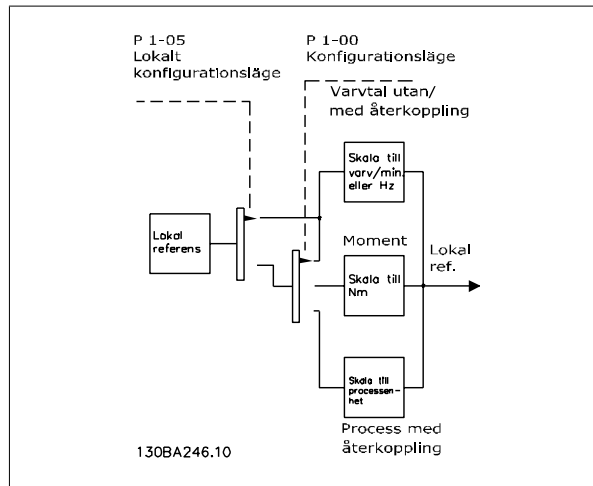 P 1-05
Lokalt
konfigurationsläge
P 1-00
Konfigurationsläge
Varvtal utan/
med återkoppling
Skala till
varv/min.
eller Hz
Lokal
referens
Moment
Skala till
Nm
Lokal
ref.
Skala till
processen-
het
Process med
återkoppling
130BA246.10